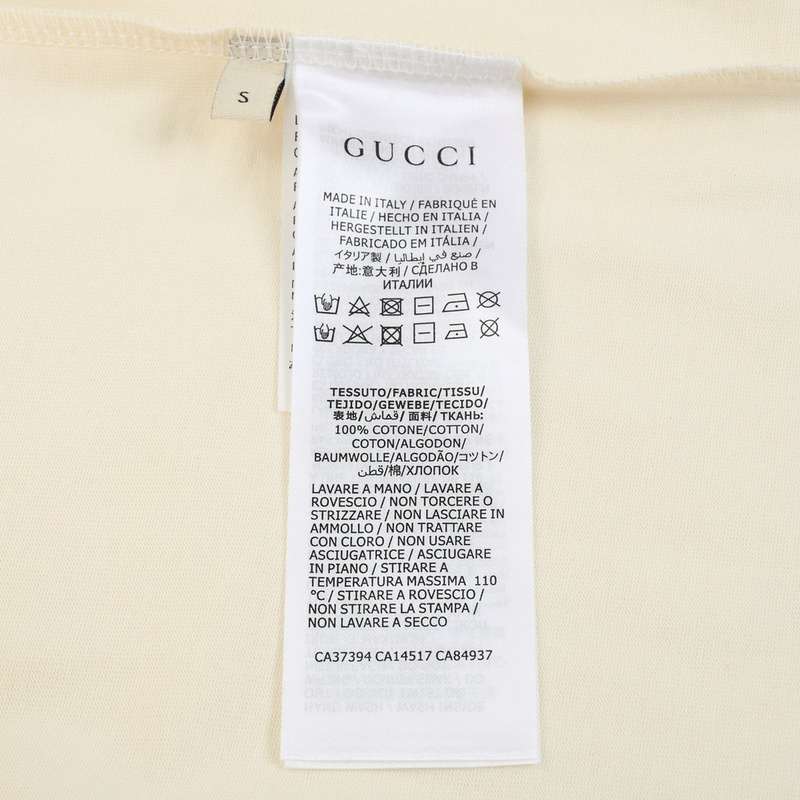 S
GUCCI
MADE IN ITALY / FABRIQUÉ EN
ITALIE / HECHO EN ITALIA /
HERGESTELLT IN ITALIEN /
FABRICADO EM ITÁLIA /
イタリア製 / صنع في إيطاليا /
产地:意大利 / СДЕЛАНО В
ИТАЛИИ
TESSUTO/FABRIC/TISSU/
TEJIDO/GEWEBE/TECIDO/
表地/قماش/ 面料/ ТКАНЬ:
100% COTONE/COTTON/
COTON/ALGODON/
BAUMWOLLE/ALGODÃO/コットン/
قطن/棉/ХЛОПОК
LAVARE A MANO / LAVARE A
ROVESCIO / NON TORCERE O
STRIZZARE / NON LASCIARE IN
AMMOLLO / NON TRATTARE
CON CLORO / NON USARE
ASCIUGATRICE / ASCIUGARE
IN PIANO / STIRARE A
TEMPERATURA MASSIMA 110
°C / STIRARE A ROVESCIO /
NON STIRARE LA STAMPA /
NON LAVARE A SECCO
CA37394 CA14517 CA84937